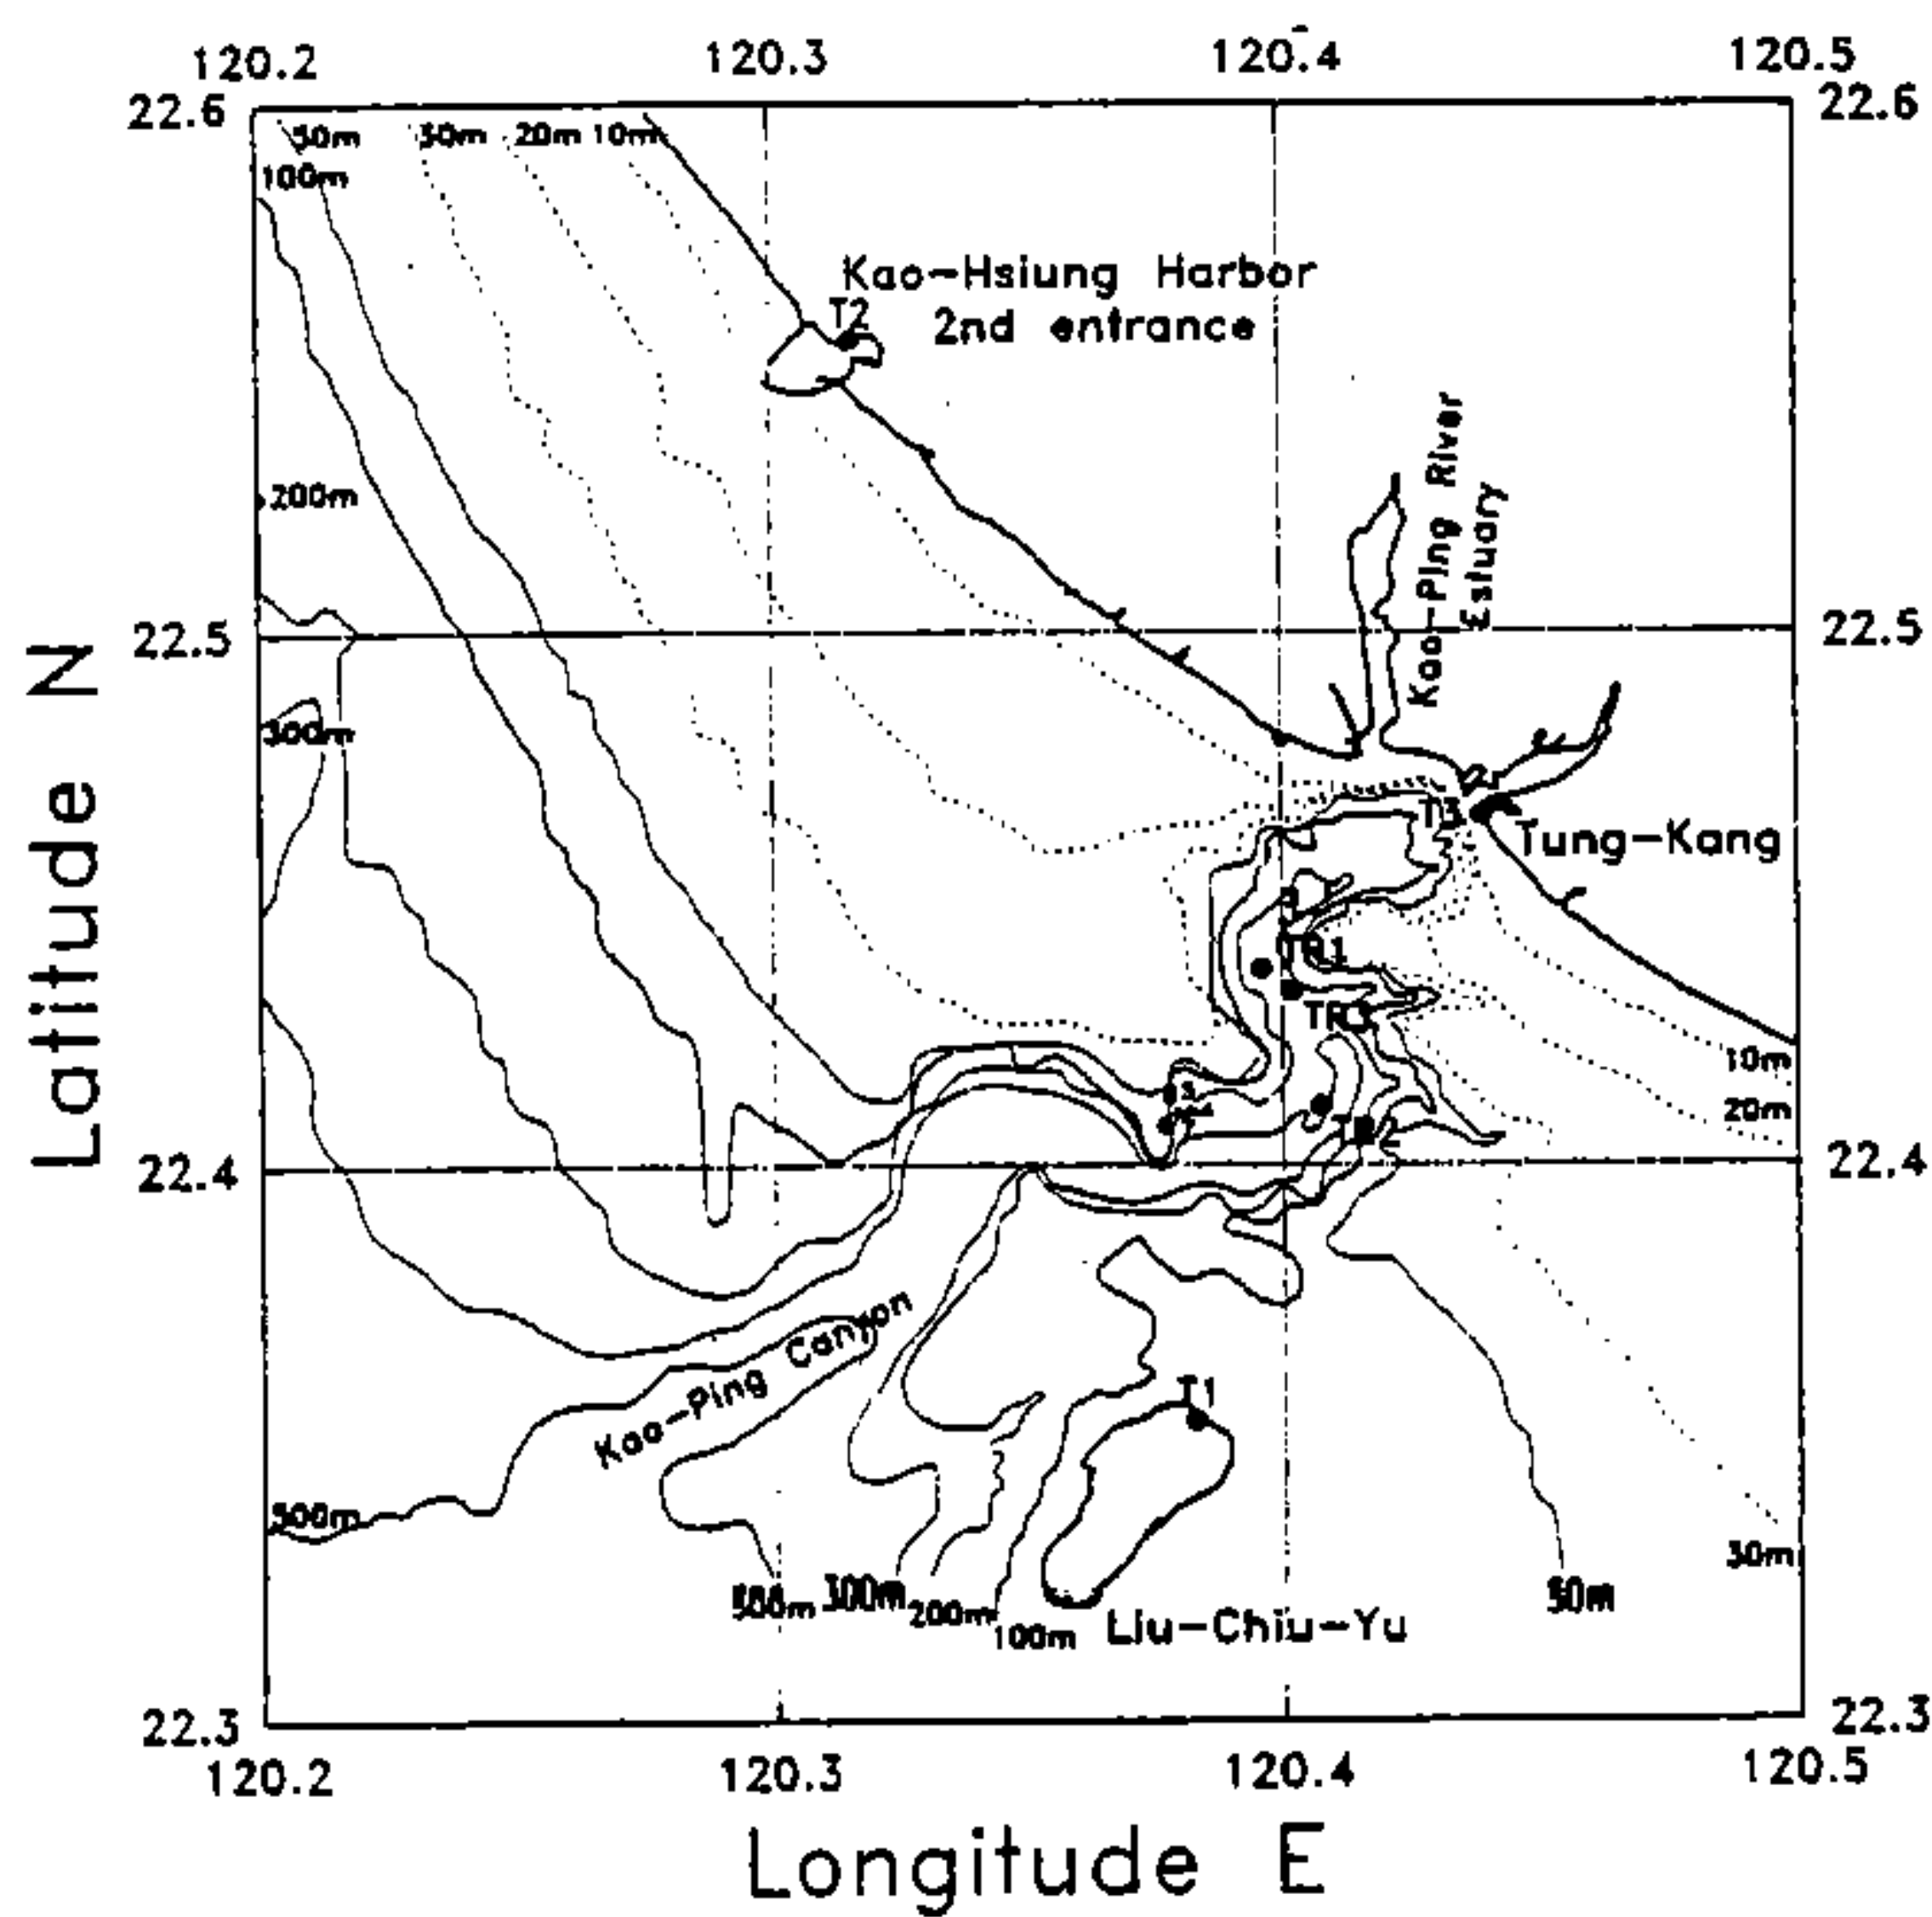 120.2 120.3 120.4 120.5
22.6 22.6
50m 30m 20m 10m
100m
Kao-Hsiung Harbor
T2
2nd entrance
200m
Kao-Ping River
Estuary
22.5 22.5
Latitude N
300m
T3
Tung-Kang
TR1
10m
20m
22.4 22.4
Kao-Ping Canyon
T1
500m
30m
500m 300m 200m 100m
50m
Liu-Chiu-Yu
22.3 22.3
120.2 120.3 120.4 120.5
Longitude E